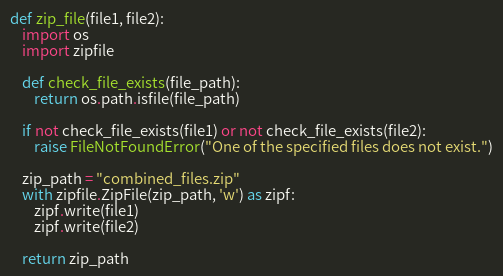 def zip_file(file1, file2):
    import os
    import zipfile

    def check_file_exists(file_path):
        return os.path.isfile(file_path)

    if not check_file_exists(file1) or not check_file_exists(file2):
        raise FileNotFoundError("One of the specified files does not exist.")

    zip_path = "combined_files.zip"
    with zipfile.ZipFile(zip_path, 'w') as zipf:
        zipf.write(file1)
        zipf.write(file2)

    return zip_path